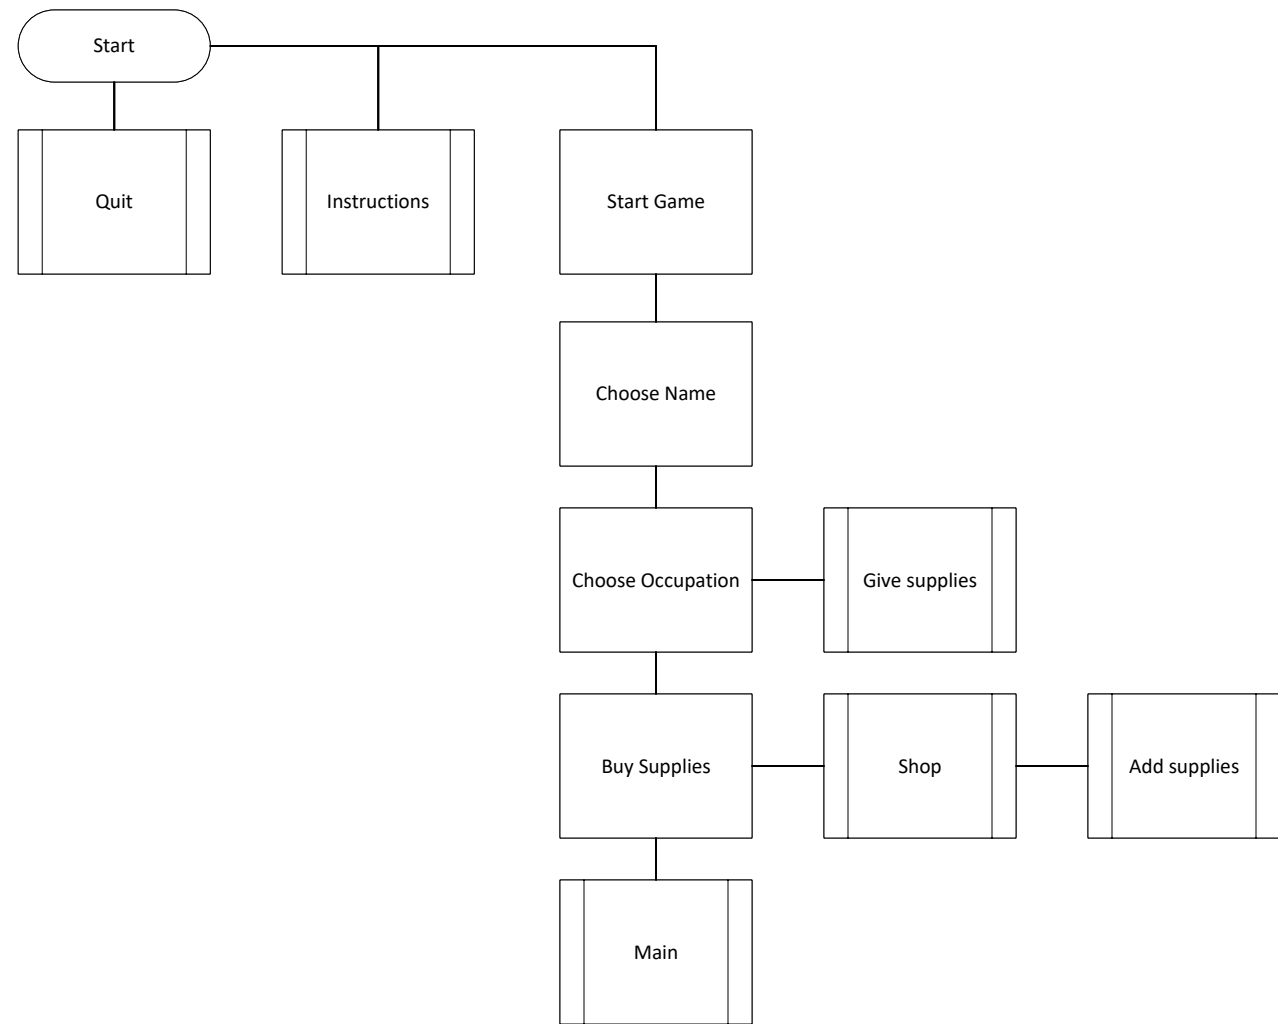 Start
Quit
Instructions
Start Game
Choose Name
Choose Occupation
Give supplies
Buy Supplies
Shop
Add supplies
Main